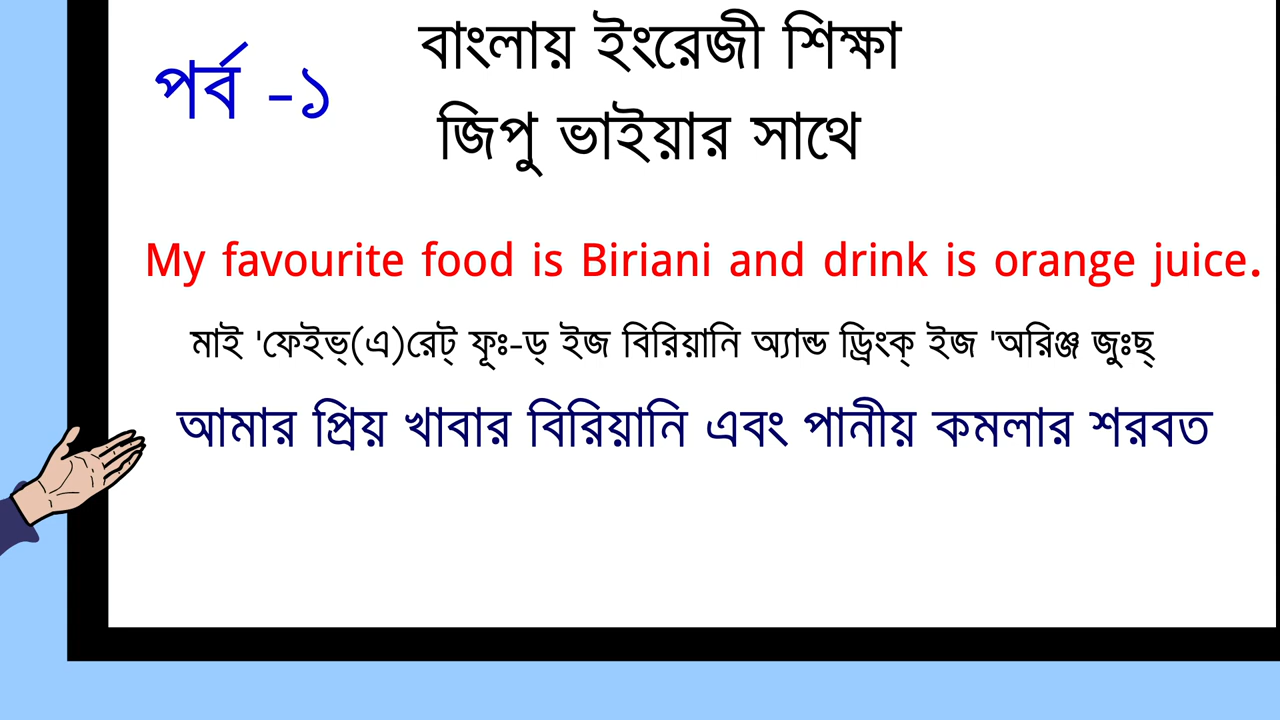 বাংলায় ইংরেজী শিক্ষা
পর্ব -১
জিপু ভাইয়ার সাথে
My favourite food is Biriani and drink is orange juice.
মাই 'ফেইভ্(এ)রেট্ ফূঃ-ড্ ইজ বিরিয়ানি অ্যান্ড ড্রিংক্ ইজ 'অরিঞ্জ জুঃছ্
আমার প্রিয় খাবার বিরিয়ানি এবং পানীয় কমলার শরবত